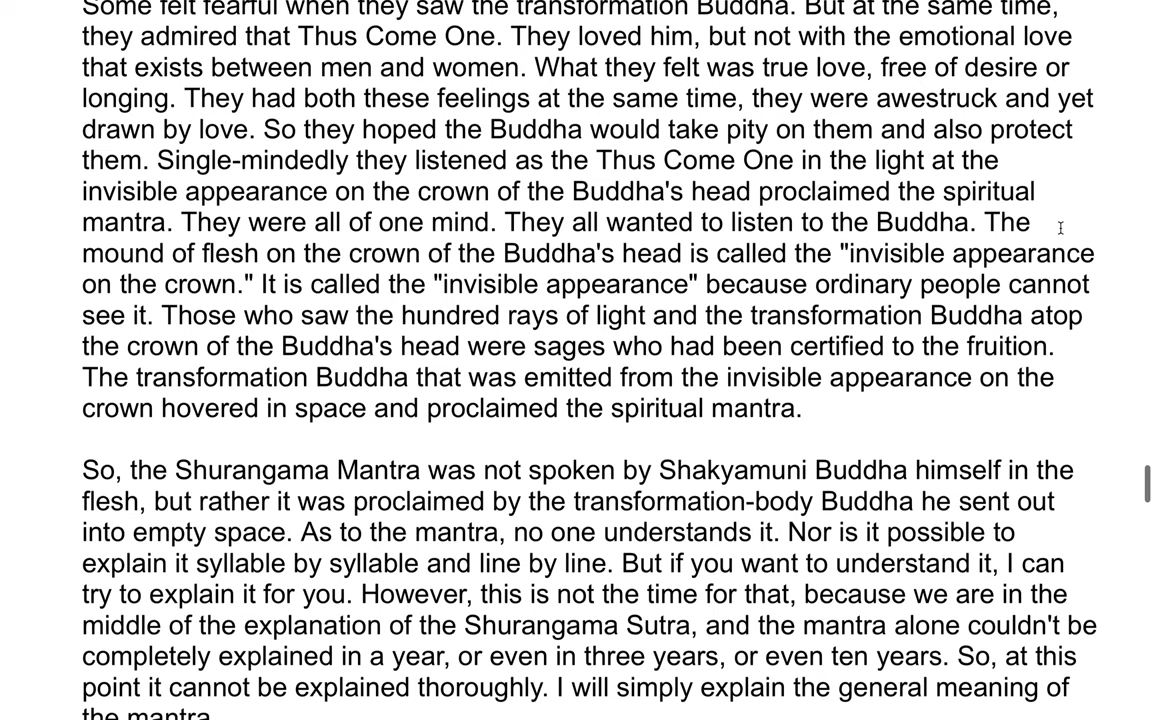 Some felt fearful when they saw the transformation Buddha. But at the same time,
they admired that Thus Come One. They loved him, but not with the emotional love
that exists between men and women. What they felt was true love, free of desire or
longing. They had both these feelings at the same time, they were awestruck and yet
drawn by love. So they hoped the Buddha would take pity on them and also protect
them. Single-mindedly they listened as the Thus Come One in the light at the
invisible appearance on the crown of the Buddha's head proclaimed the spiritual
mantra. They were all of one mind. They all wanted to listen to the Buddha. The
mound of flesh on the crown of the Buddha's head is called the "invisible appearance
on the crown." It is called the "invisible appearance" because ordinary people cannot
see it. Those who saw the hundred rays of light and the transformation Buddha atop
the crown of the Buddha's head were sages who had been certified to the fruition.
The transformation Buddha that was emitted from the invisible appearance on the
crown hovered in space and proclaimed the spiritual mantra.
So, the Shurangama Mantra was not spoken by Shakyamuni Buddha himself in the
flesh, but rather it was proclaimed by the transformation-body Buddha he sent out
into empty space. As to the mantra, no one understands it. Nor is it possible to
explain it syllable by syllable and line by line. But if you want to understand it, I can
try to explain it for you. However, this is not the time for that, because we are in the
middle of the explanation of the Shurangama Sutra, and the mantra alone couldn't be
completely explained in a year, or even in three years, or even ten years. So, at this
point it cannot be explained thoroughly. I will simply explain the general meaning of
the mantra.